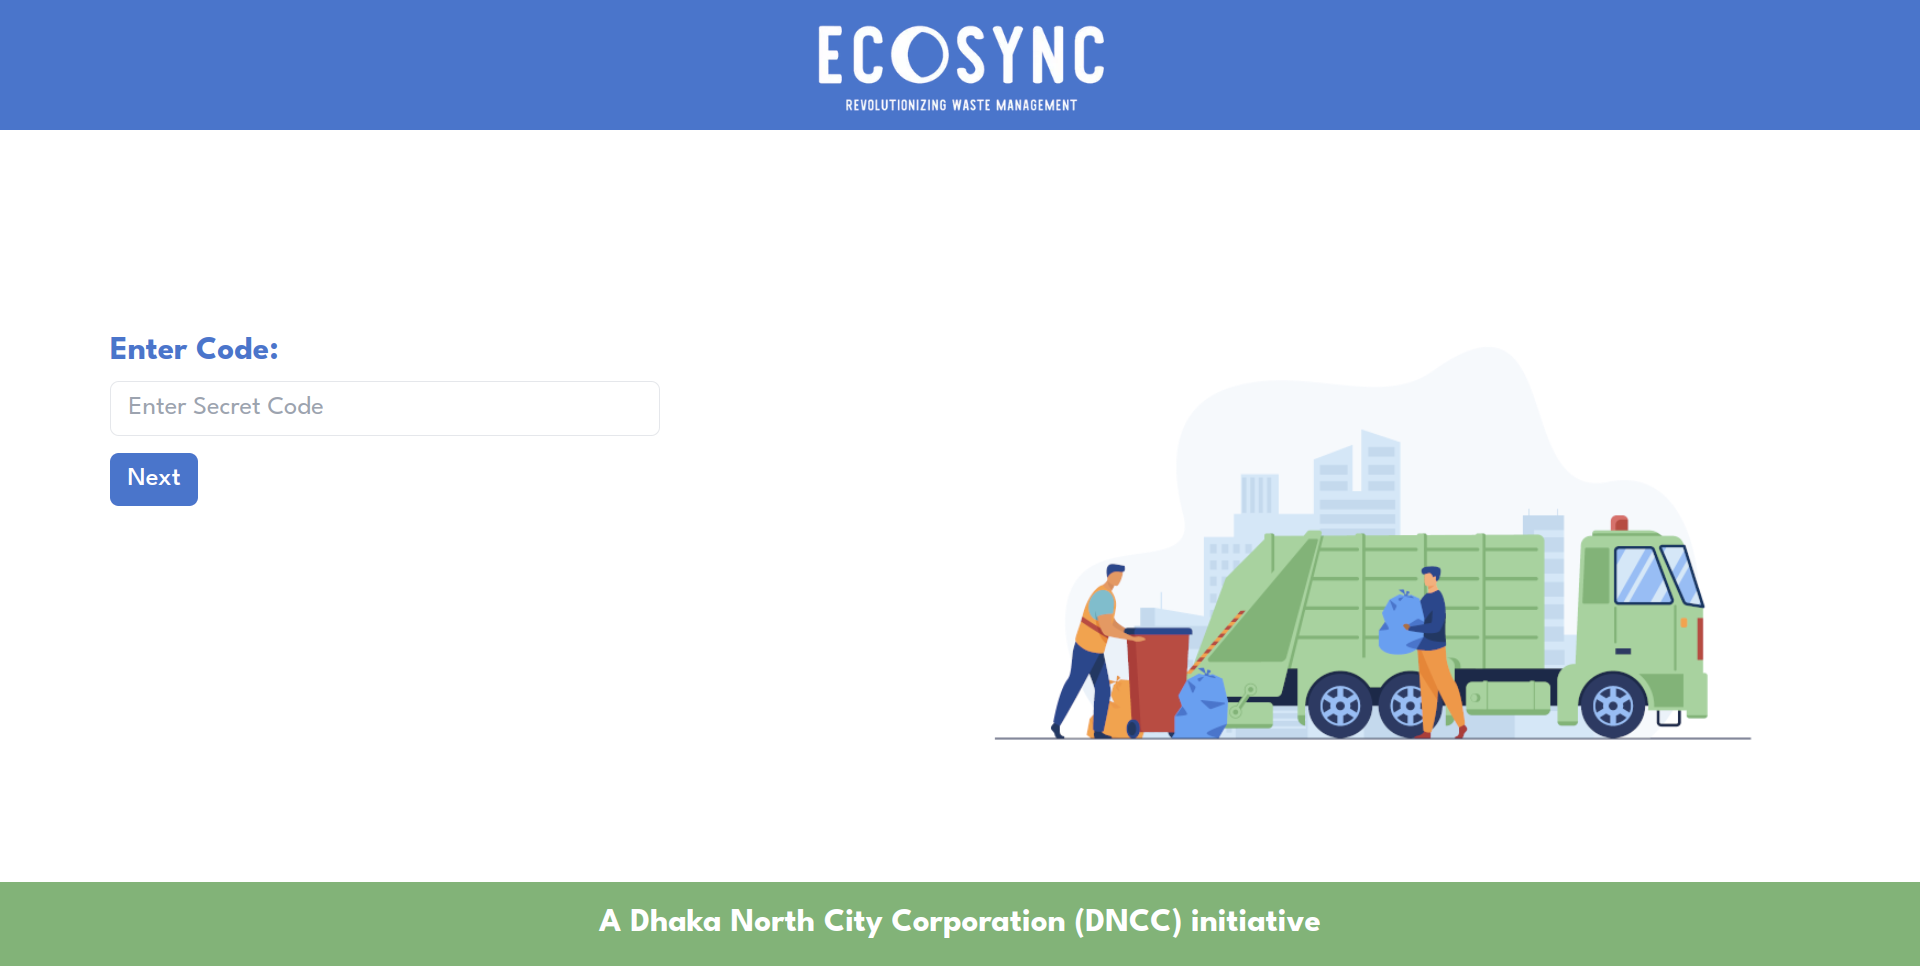 ECOSYNC
REVOLUTIONIZING WASTE MANAGEMENT
Enter Code:
Enter Secret Code
Next
A Dhaka North City Corporation (DNCC) initiative